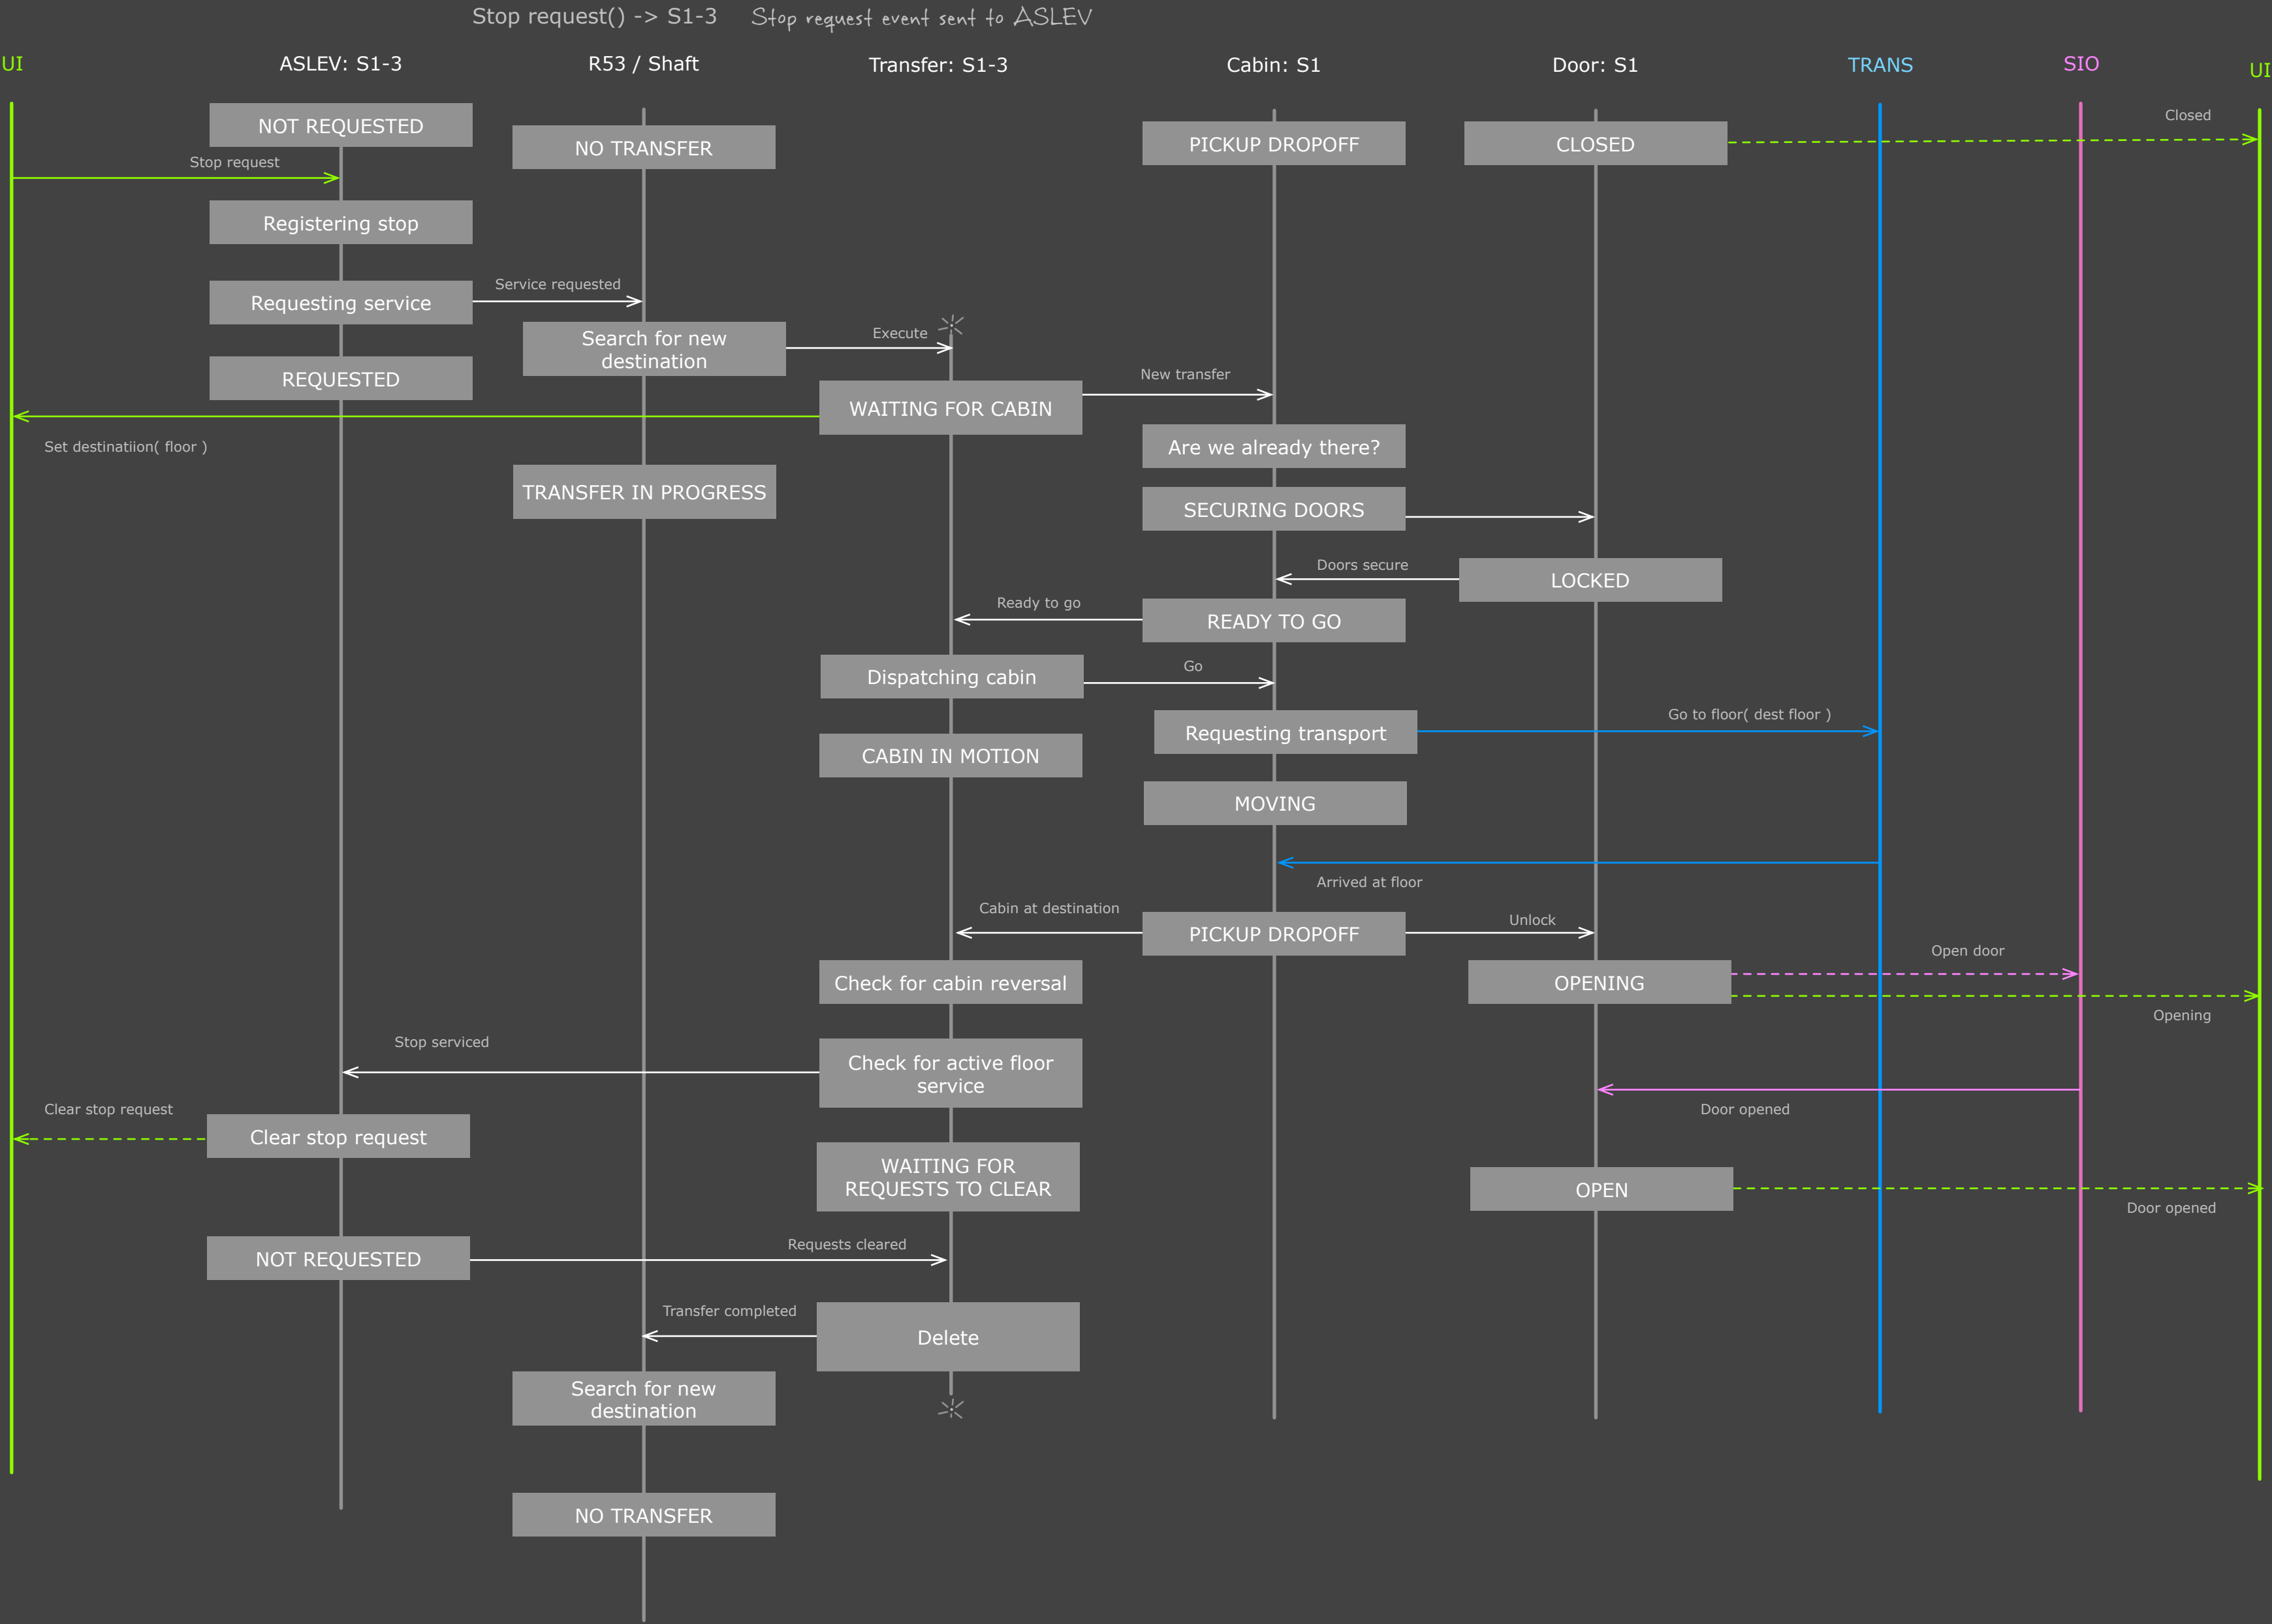 Stop request() -> S1-3 Stop request event sent to ASLEV
UI ASLEV: S1-3 R53 / Shaft Transfer: S1-3 Cabin: S1 Door: S1 TRANS SIO UI
NOT REQUESTED
NO TRANSFER
PICKUP DROPOFF
CLOSED
Closed
Stop request
Registering stop
Requesting service
Service requested
Search for new
destination
Execute
REQUESTED
WAITING FOR CABIN
New transfer
Set destinatiion( floor )
Are we already there?
TRANSFER IN PROGRESS
SECURING DOORS
Doors secure
LOCKED
Ready to go
READY TO GO
Dispatching cabin
Go
Requesting transport
Go to floor( dest floor )
CABIN IN MOTION
MOVING
Arrived at floor
Cabin at destination
PICKUP DROPOFF
Unlock
Open door
Check for cabin reversal
OPENING
Opening
Stop serviced
Check for active floor
service
Door opened
Clear stop request
Clear stop request
WAITING FOR
REQUESTS TO CLEAR
OPEN
Door opened
NOT REQUESTED
Requests cleared
Transfer completed
Delete
Search for new
destination
NO TRANSFER